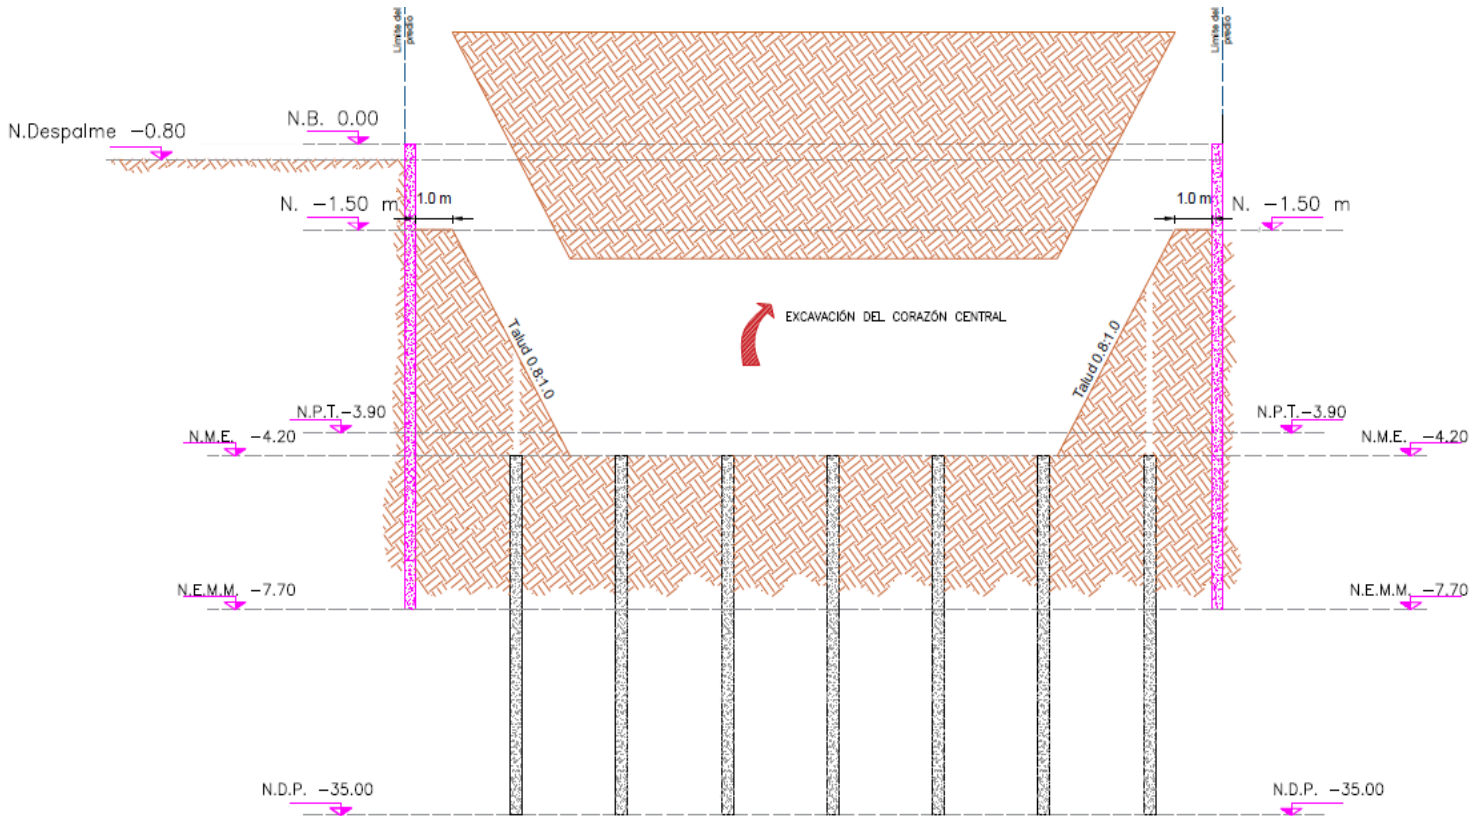 Límite del
predio
Límite del
predio
N.B. 0.00
N.Despalme -0.80
1.0 m
1.0 m
N. -1.50 m
N. -1.50 m
EXCAVACIÓN DEL CORAZÓN CENTRAL
Talud 0.8:1.0
Talud 0.8:1.0
N.P.T.-3.90
N.P.T.-3.90
N.M.E. -4.20
N.M.E. -4.20
N.E.M.M. -7.70
N.E.M.M. -7.70
N.D.P. -35.00
N.D.P. -35.00